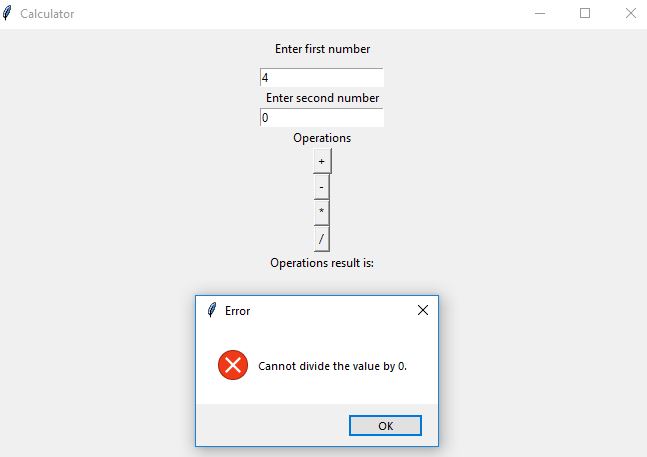 Calculator
Enter first number
4
Enter second number
0
Operations
+
-
*
/
Operations result is:
Error
Cannot divide the value by 0.
OK